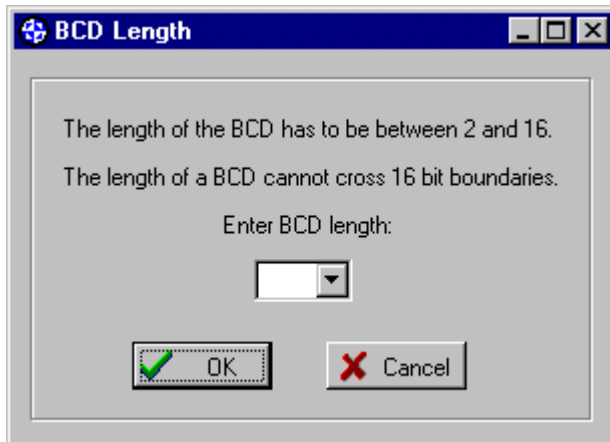 BCD Length
The length of the BCD has to be between 2 and 16.
The length of a BCD cannot cross 16 bit boundaries.
Enter BCD length:
OK
Cancel